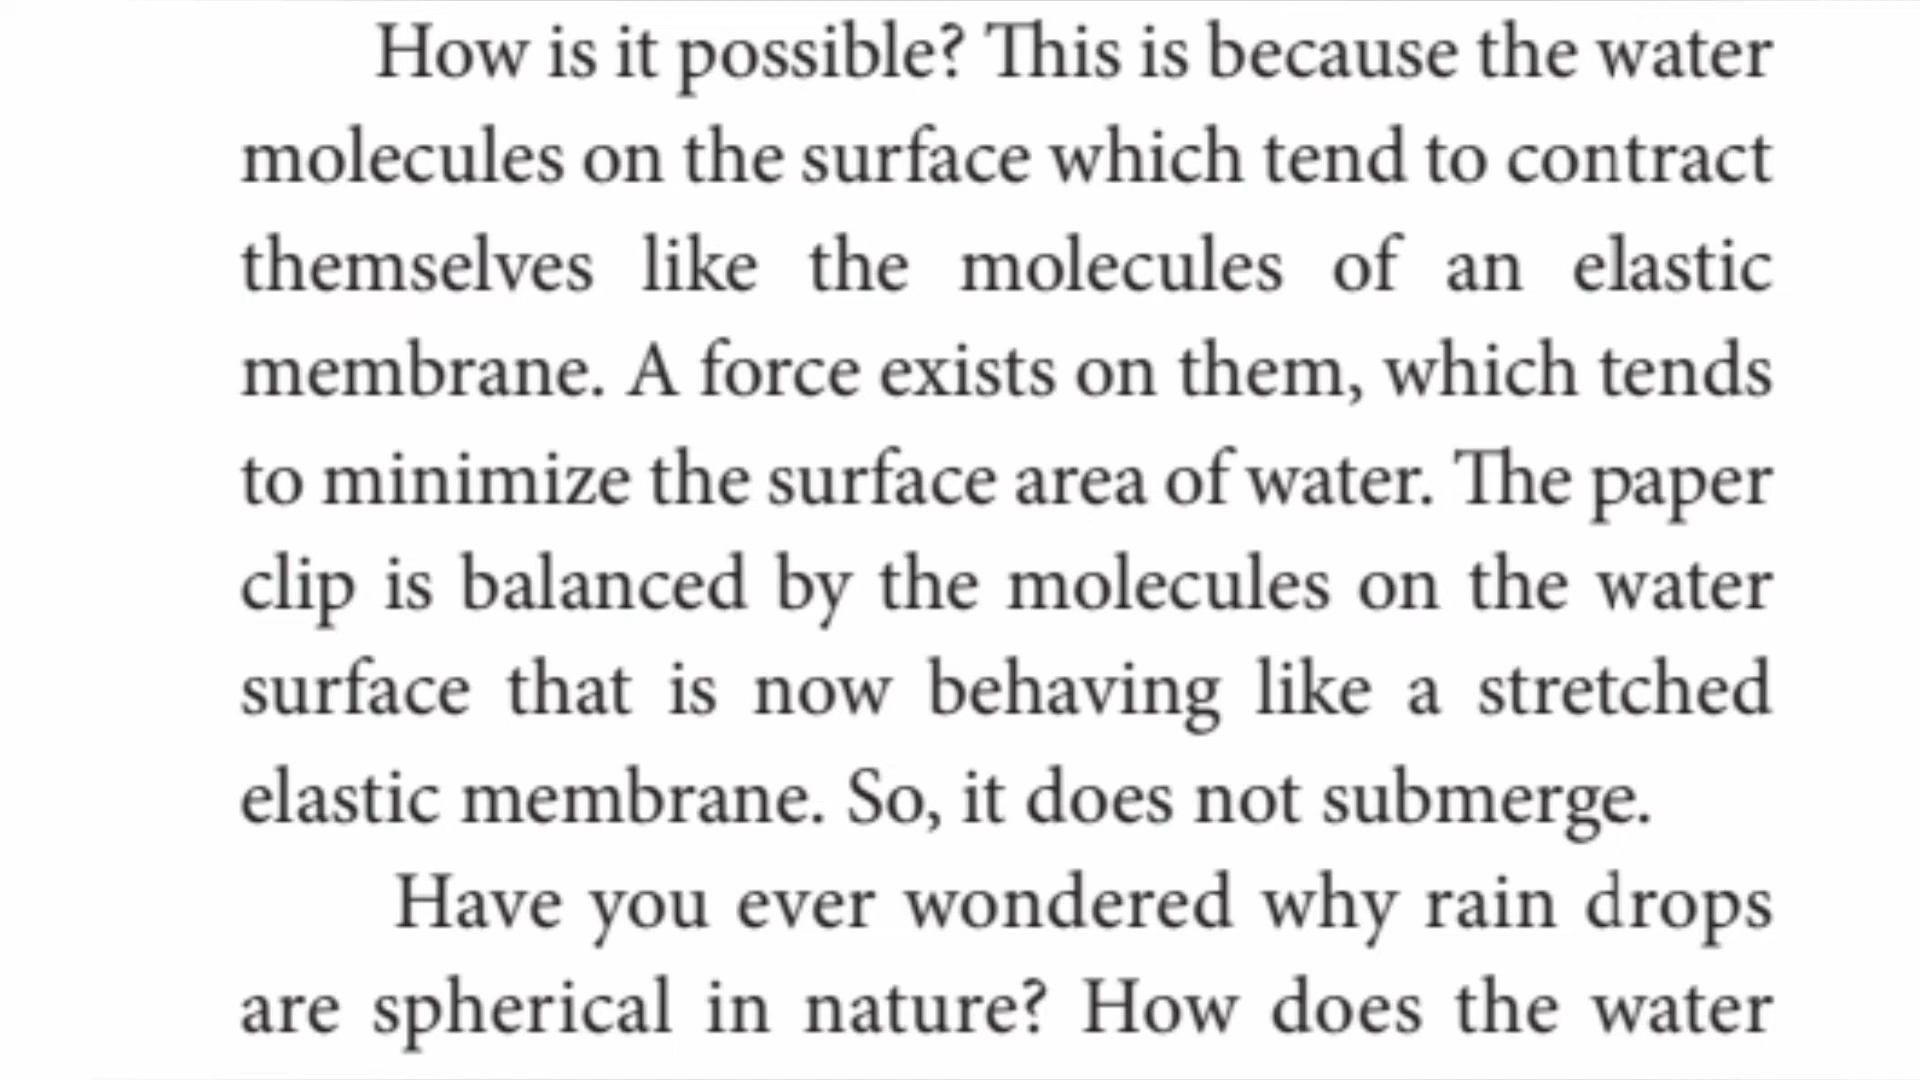 How is it possible? This is because the water
molecules on the surface which tend to contract
themselves like the molecules of an elastic
membrane. A force exists on them, which tends
to minimize the surface area of water. The paper
clip is balanced by the molecules on the water
surface that is now behaving like a stretched
elastic membrane. So, it does not submerge.
Have you ever wondered why rain drops
are spherical in nature? How does the water